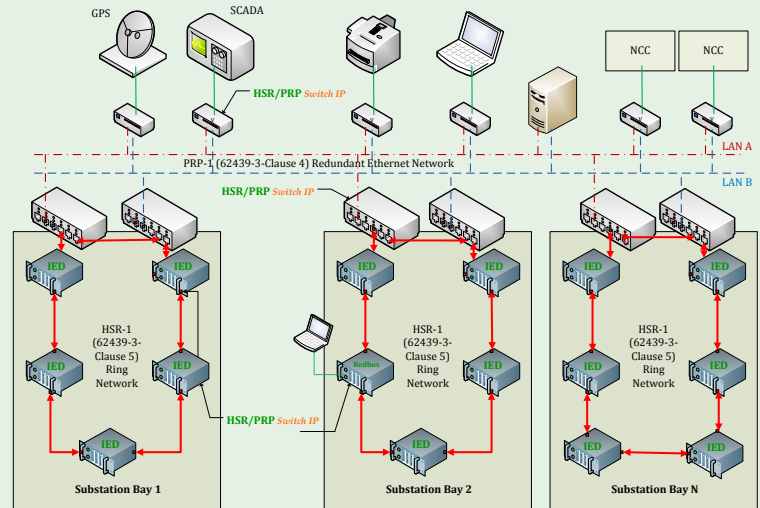 GPS
SCADA
NCC
NCC
HSR/PRP Switch IP
LAN A
PRP-1 (62439-3-Clause 4) Redundant Ethernet Network
LAN B
HSR/PRP Switch IP
IED
IED
IED
IED
IED
IED
HSR-1
(62439-3-
Clause 5)
Ring
Network
HSR-1
(62439-3-
Clause 5)
Ring
Network
HSR-1
(62439-3-
Clause 5)
Ring
Network
IED
IED
Redbox
IED
IED
IED
HSR/PRP Switch IP
IED
IED
IED
IED
Substation Bay 1
Substation Bay 2
Substation Bay N